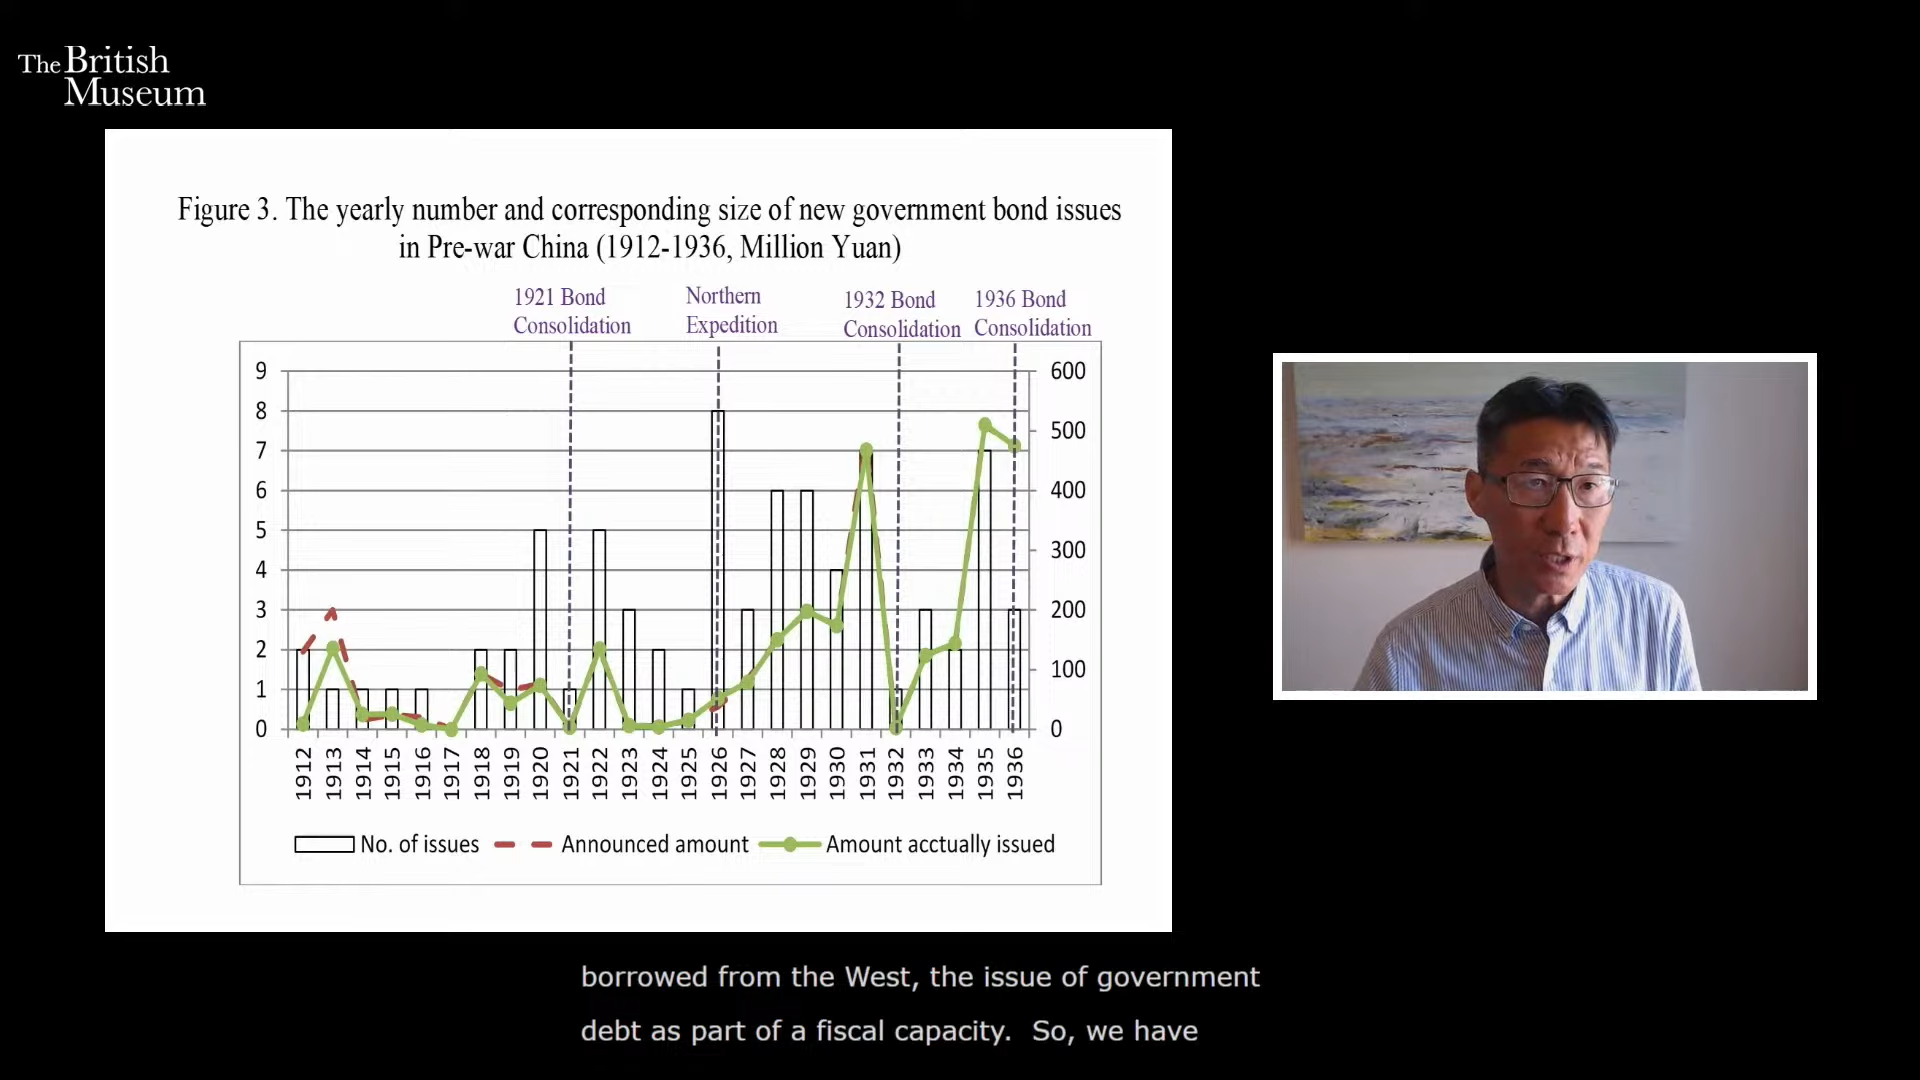 The British
Museum
Figure 3. The yearly number and corresponding size of new government bond issues
in Pre-war China (1912-1936, Million Yuan)
1921 Bond
Consolidation
Northern
Expedition
1932 Bond
Consolidation
1936 Bond
Consolidation
9
8
7
6
5
4
3
2
1
0
600
500
400
300
200
100
0
1912
1913
1914
1915
1916
1917
1918
1919
1920
1921
1922
1923
1924
1925
1926
1927
1928
1929
1930
1931
1932
1933
1934
1935
1936
No. of issues
Announced amount
Amount acctually issued
borrowed from the West, the issue of government
debt as part of a fiscal capacity. So, we have